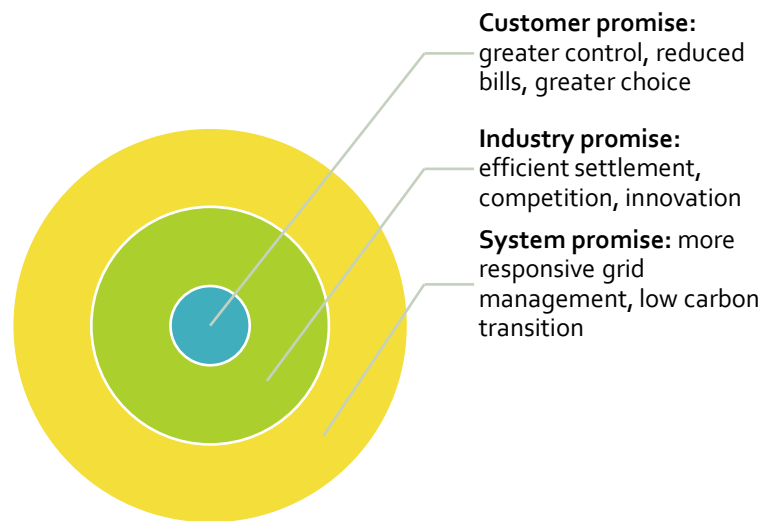 Customer promise:
greater control, reduced
bills, greater choice
Industry promise:
efficient settlement,
competition, innovation
System promise: more
responsive grid
management, low carbon
transition